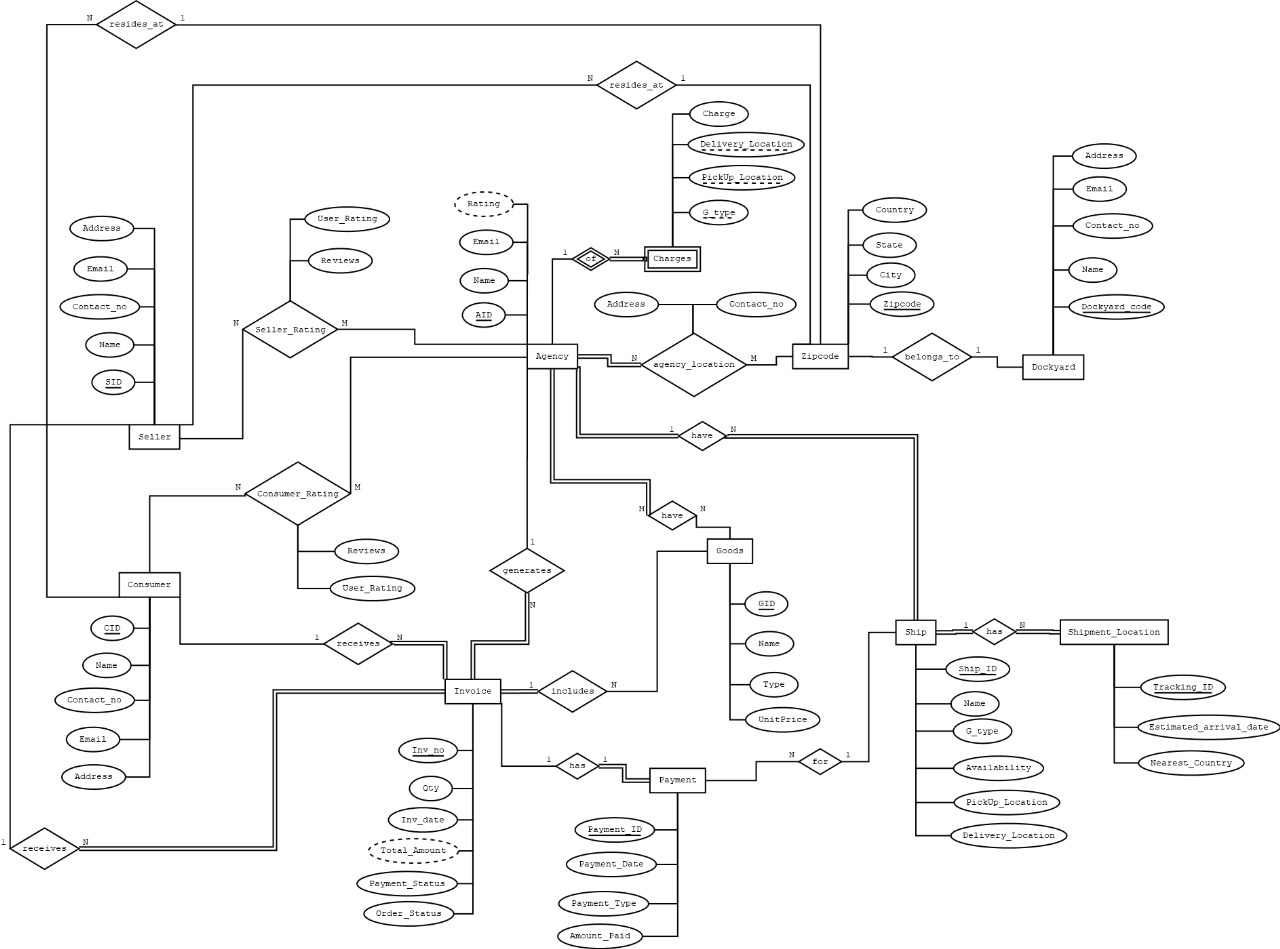 N
resides_at
1
N
resides_at
1
Charge
Delivery_Location
PickUp_Location
G_type
Address
Email
Contact_no
Name
Dockyard_code
Rating
Email
Name
AID
User_Rating
Reviews
Address
Email
Contact_no
Name
SID
Country
State
City
Zipcode
1
of
N
Charges
Address
Contact_no
N
Seller_Rating
M
Agency
N
agency_location
M
Zipcode
1
belongs_to
1
Dockyard
Seller
1
have
N
N
Consumer_Rating
M
M
have
N
Reviews
User_Rating
1
generates
N
Goods
Consumer
CID
Name
Contact_no
Email
Address
1
receives
N
GID
Name
Type
UnitPrice
Ship
1
has
N
Shipment_Location
Ship_ID
Name
G_type
Availability
PickUp_Location
Delivery_Location
Tracking_ID
Estimated_arrival_date
Nearest_Country
Invoice
1
includes
N
Inv_no
Qty
Inv_date
Total_Amount
Payment_Status
Order_Status
1
has
1
Payment
N
for
1
Payment_ID
Payment_Date
Payment_Type
Amount_Paid
1
receives
N